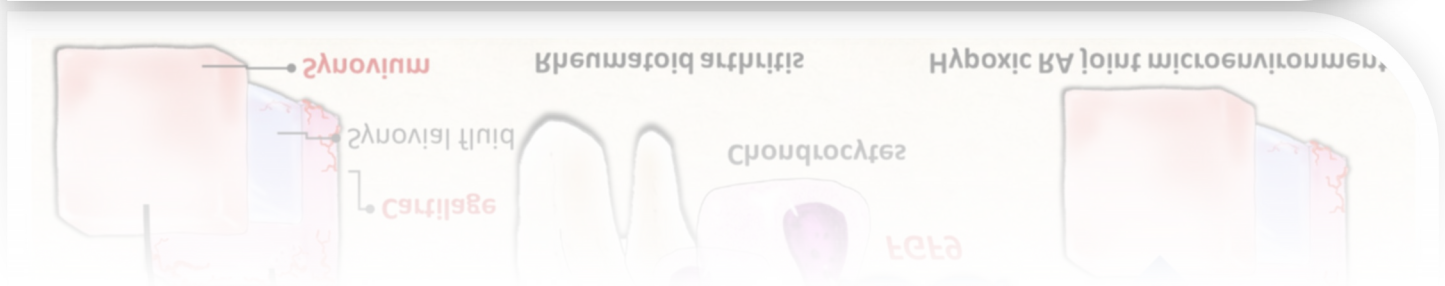 Synovium
Rheumatoid arthritis
Hypoxic RA joint microenvironment
Synovial fluid
Chondrocytes
Cartilage
FGF9